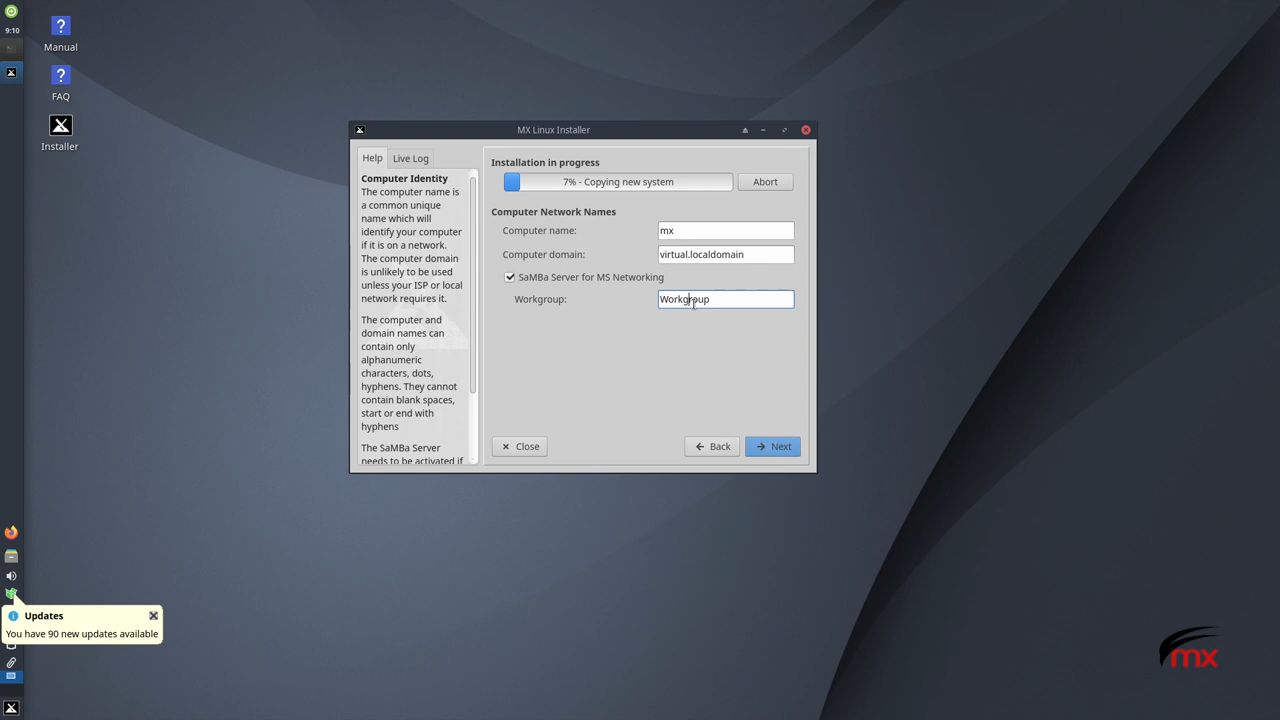 9:10
Manual
FAQ
Installer
MX Linux Installer
Help
Live Log
Computer Identity
The computer name is
a common unique
name which will
identify your computer
if it is on a network.
The computer domain
is unlikely to be used
unless your ISP or local
network requires it.
The computer and
domain names can
contain only
alphanumeric
characters, dots,
hyphens. They cannot
contain blank spaces,
start or end with
hyphens
The SaMBa Server
needs to be activated if
Installation in progress
7% - Copying new system
Abort
Computer Network Names
Computer name:
mx
Computer domain:
virtual.localdomain
SaMBa Server for MS Networking
Workgroup:
Workgroup
Close
Back
Next
Updates
You have 90 new updates available
mx